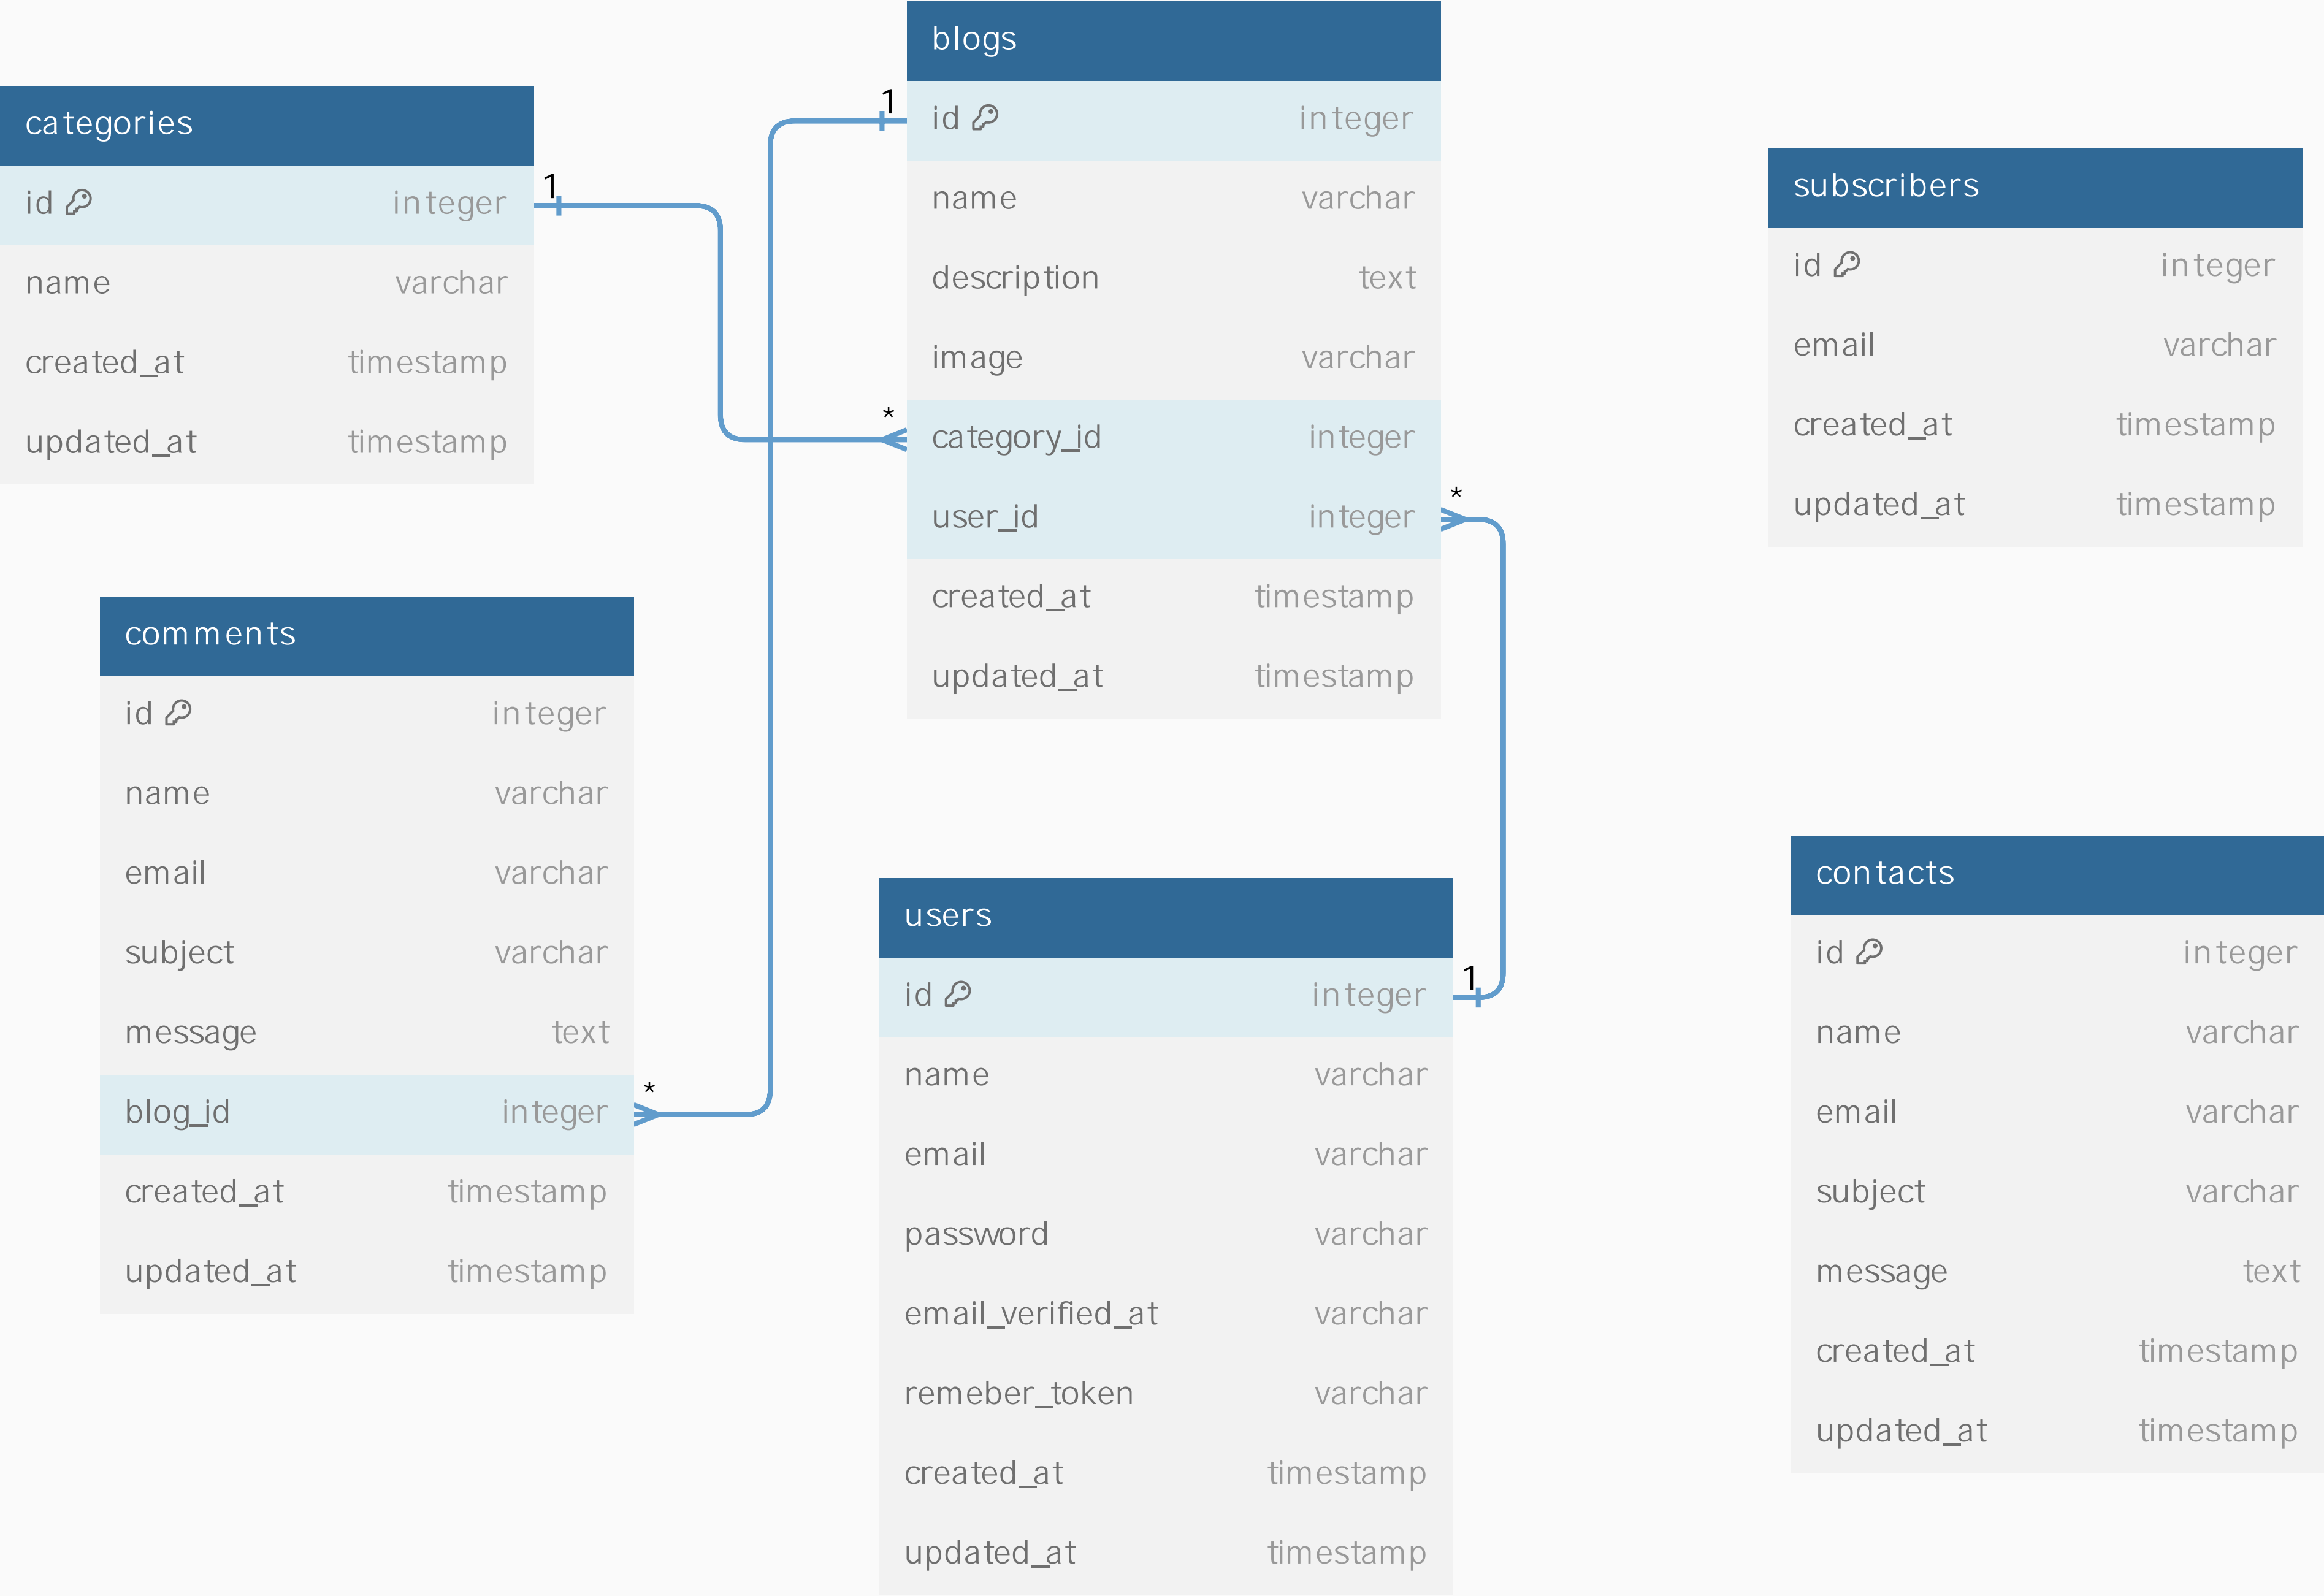 blogs
id integer
name varchar
description text
image varchar
category_id integer
user_id integer
created_at timestamp
updated_at timestamp
categories
id integer
name varchar
created_at timestamp
updated_at timestamp
subscribers
id integer
email varchar
created_at timestamp
updated_at timestamp
comments
id integer
name varchar
email varchar
subject varchar
message text
blog_id integer
created_at timestamp
updated_at timestamp
users
id integer
name varchar
email varchar
password varchar
email_verified_at varchar
remeber_token varchar
created_at timestamp
updated_at timestamp
contacts
id integer
name varchar
email varchar
subject varchar
message text
created_at timestamp
updated_at timestamp
1
1
*
*
*
1